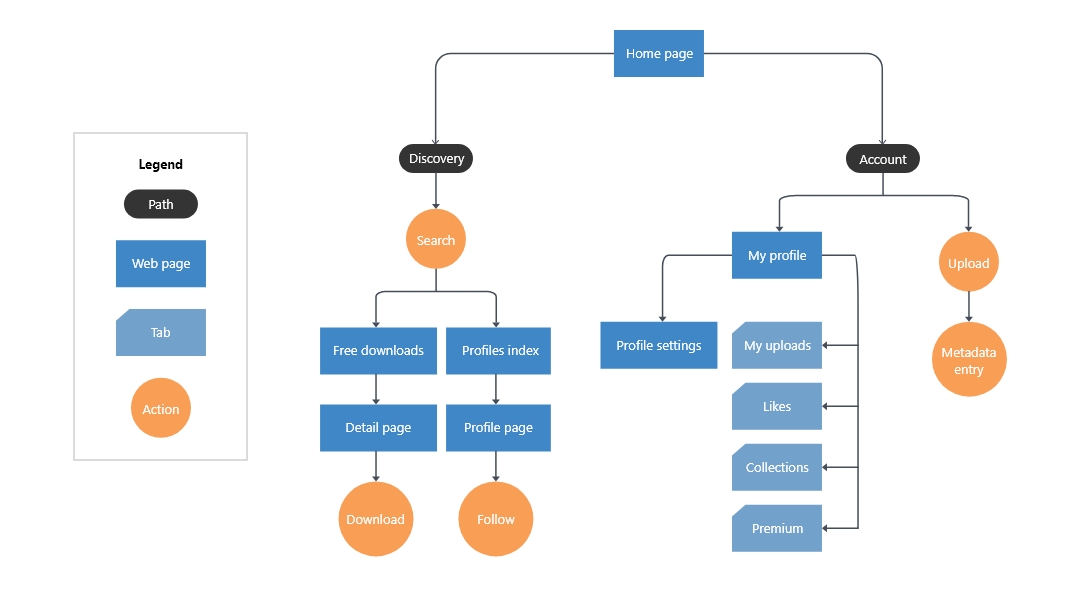 Home page
Discovery
Account
Legend
Path
Web page
Tab
Action
Search
Free downloads
Profiles index
Detail page
Profile page
Download
Follow
My profile
Upload
Profile settings
My uploads
Likes
Collections
Premium
Metadata
entry